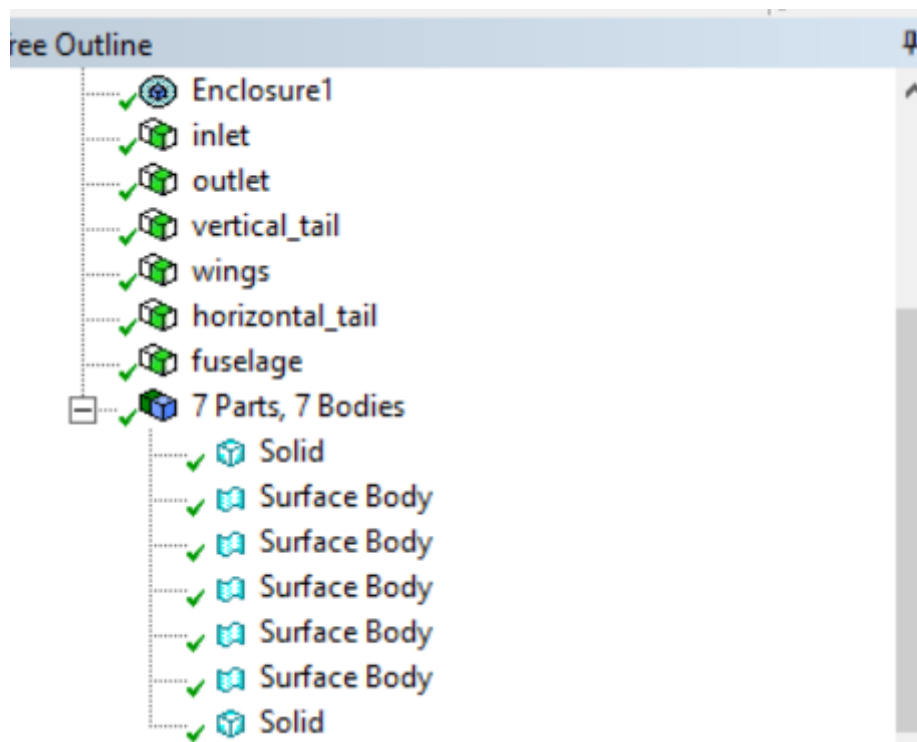 ree Outline
Enclosure1
inlet
outlet
vertical_tail
wings
horizontal_tail
fuselage
7 Parts, 7 Bodies
Solid
Surface Body
Surface Body
Surface Body
Surface Body
Surface Body
Solid